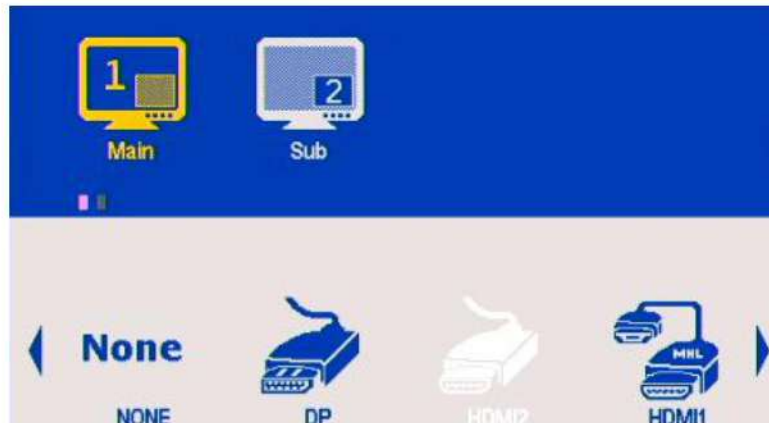 1
2
Main
Sub
None
MHL
NONE
DP
HDMI2
HDMI1